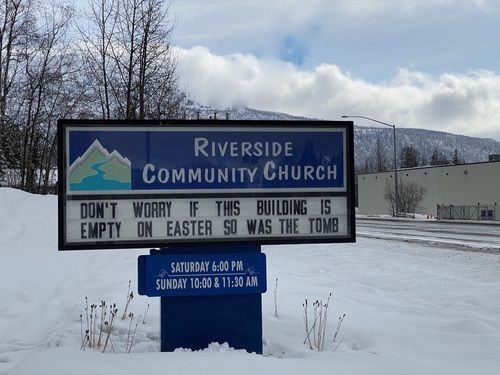 RIVERSIDE
COMMUNITY CHURCH
DON'T WORRY IF THIS BUILDING IS
EMPTY ON EASTER SO WAS THE TOMB
SATURDAY 6:00 PM
SUNDAY 10:00 & 11:30 AM